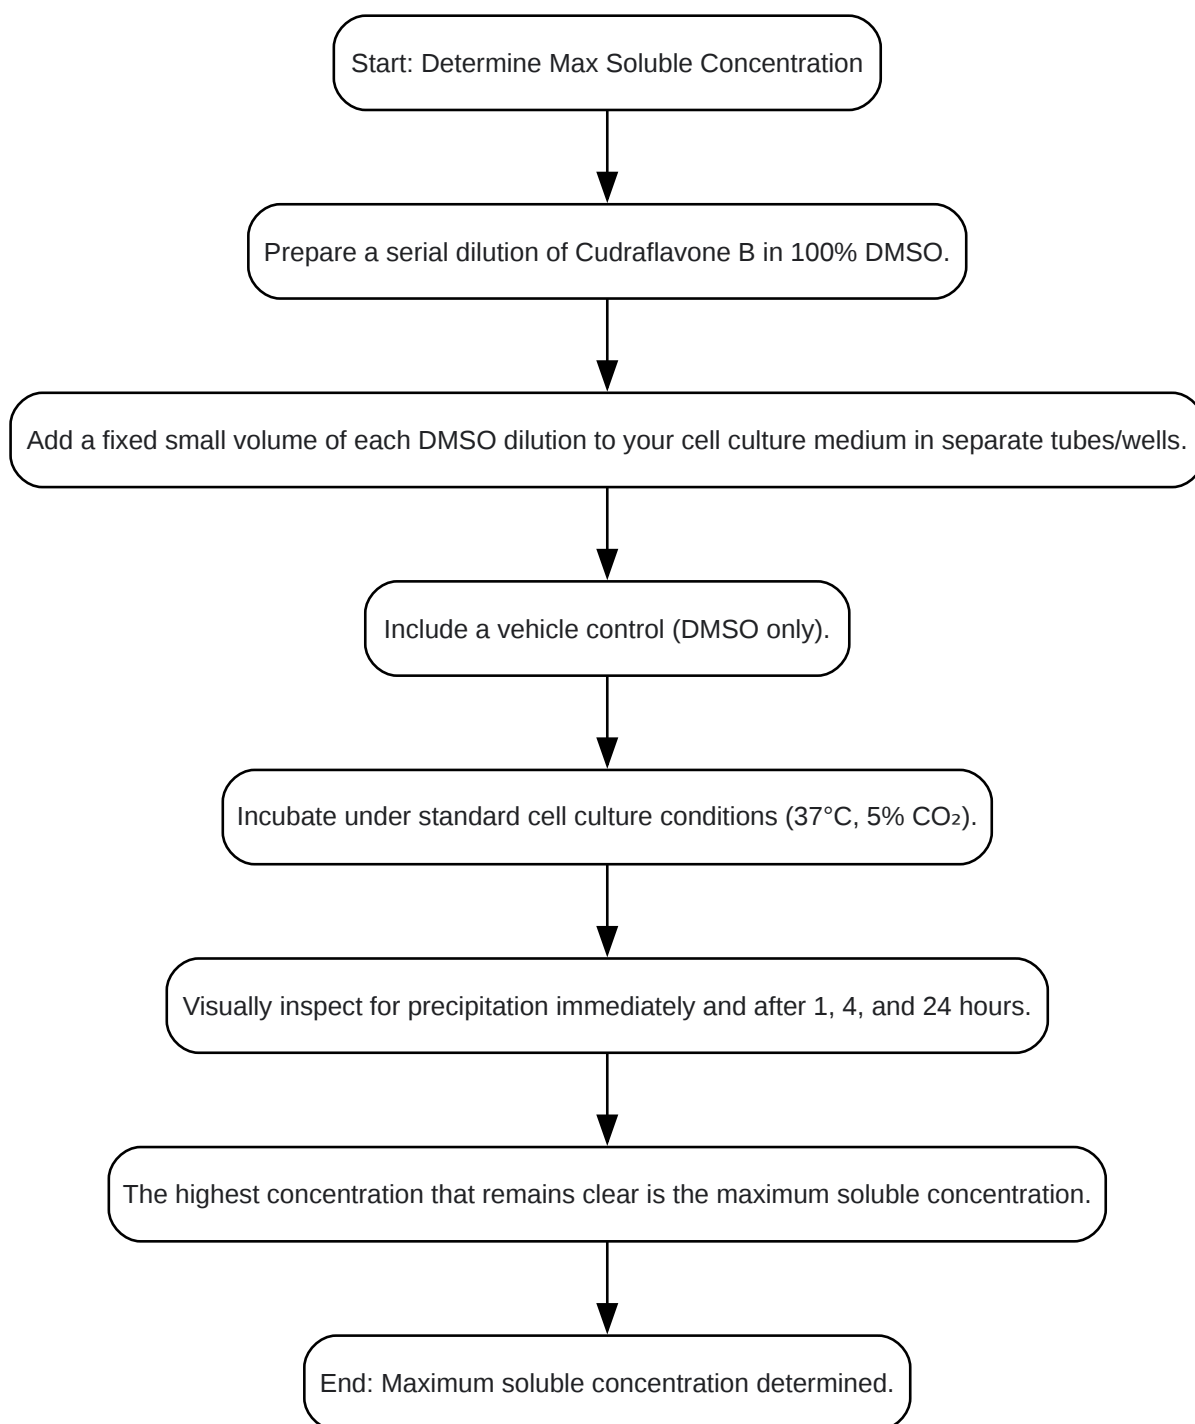 Start: Determine Max Soluble Concentration
Prepare a serial dilution of Cudraflavone B in 100% DMSO.
Add a fixed small volume of each DMSO dilution to your cell culture medium in separate tubes/wells.
Include a vehicle control (DMSO only).
Incubate under standard cell culture conditions (37°C, 5% CO₂).
Visually inspect for precipitation immediately and after 1, 4, and 24 hours.
The highest concentration that remains clear is the maximum soluble concentration.
End: Maximum soluble concentration determined.